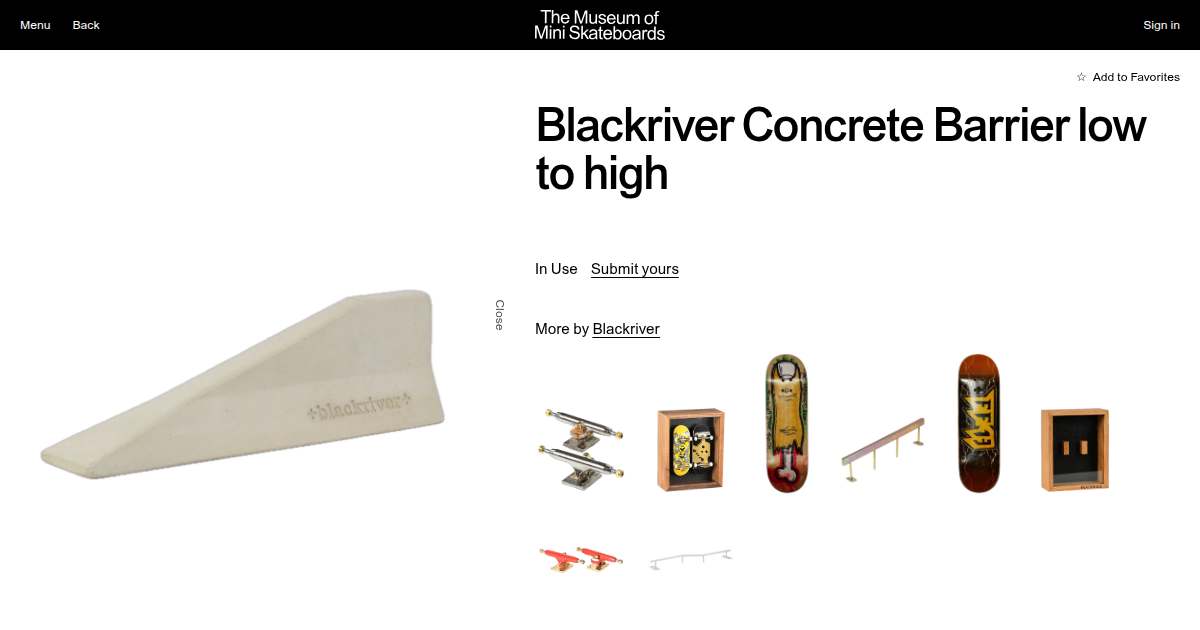 Menu
Back
The Museum of
Mini Skateboards
Sign in
☆ Add to Favorites
Blackriver Concrete Barrier low
to high
In Use
Submit yours
Close
More by Blackriver
blackriver